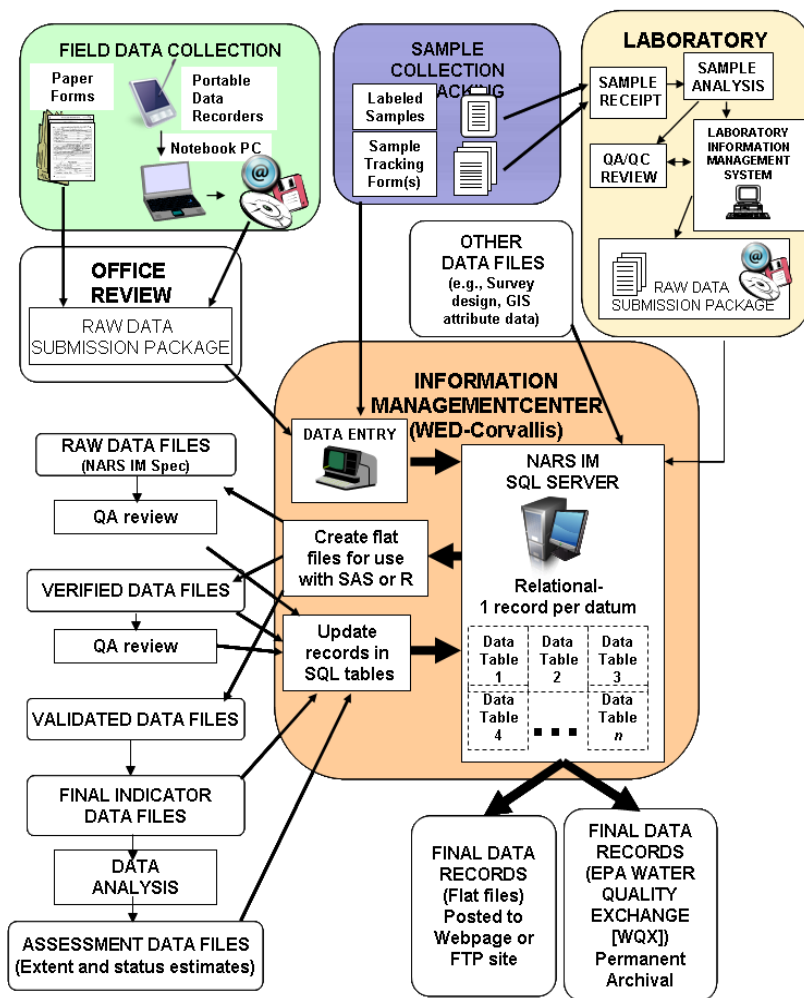 FIELD DATA COLLECTION
Paper
Forms
Portable
Data
Recorders
Notebook PC
SAMPLE
COLLECTION
Labeled
Samples
Sample
Tracking
Form(s)
LABORATORY
SAMPLE
RECEIPT
SAMPLE
ANALYSIS
QA/QC
REVIEW
LABORATORY
INFORMATION
MANAGEMENT
SYSTEM
RAW DATA
SUBMISSION PACKAGE
OFFICE
REVIEW
RAW DATA
SUBMISSION PACKAGE
OTHER
DATA FILES
(e.g., Survey
design, GIS
attribute data)
INFORMATION
MANAGEMENTCENTER
(WED-Corvallis)
DATA ENTRY
NARS IM
SQL SERVER
Relational-
1 record per datum
Data
Table
1
Data
Table
2
Data
Table
3
Data
Table
4
...
Data
Table
n
Create flat
files for use
with SAS or R
Update
records in
SQL tables
RAW DATA FILES
(NARS IM Spec)
QA review
VERIFIED DATA FILES
QA review
VALIDATED DATA FILES
FINAL INDICATOR
DATA FILES
DATA
ANALYSIS
ASSESSMENT DATA FILES
(Extent and status estimates)
FINAL DATA
RECORDS
(Flat files)
Posted to
Webpage or
FTP site
FINAL DATA
RECORDS
(EPA WATER
QUALITY
EXCHANGE
[WQX])
Permanent
Archival